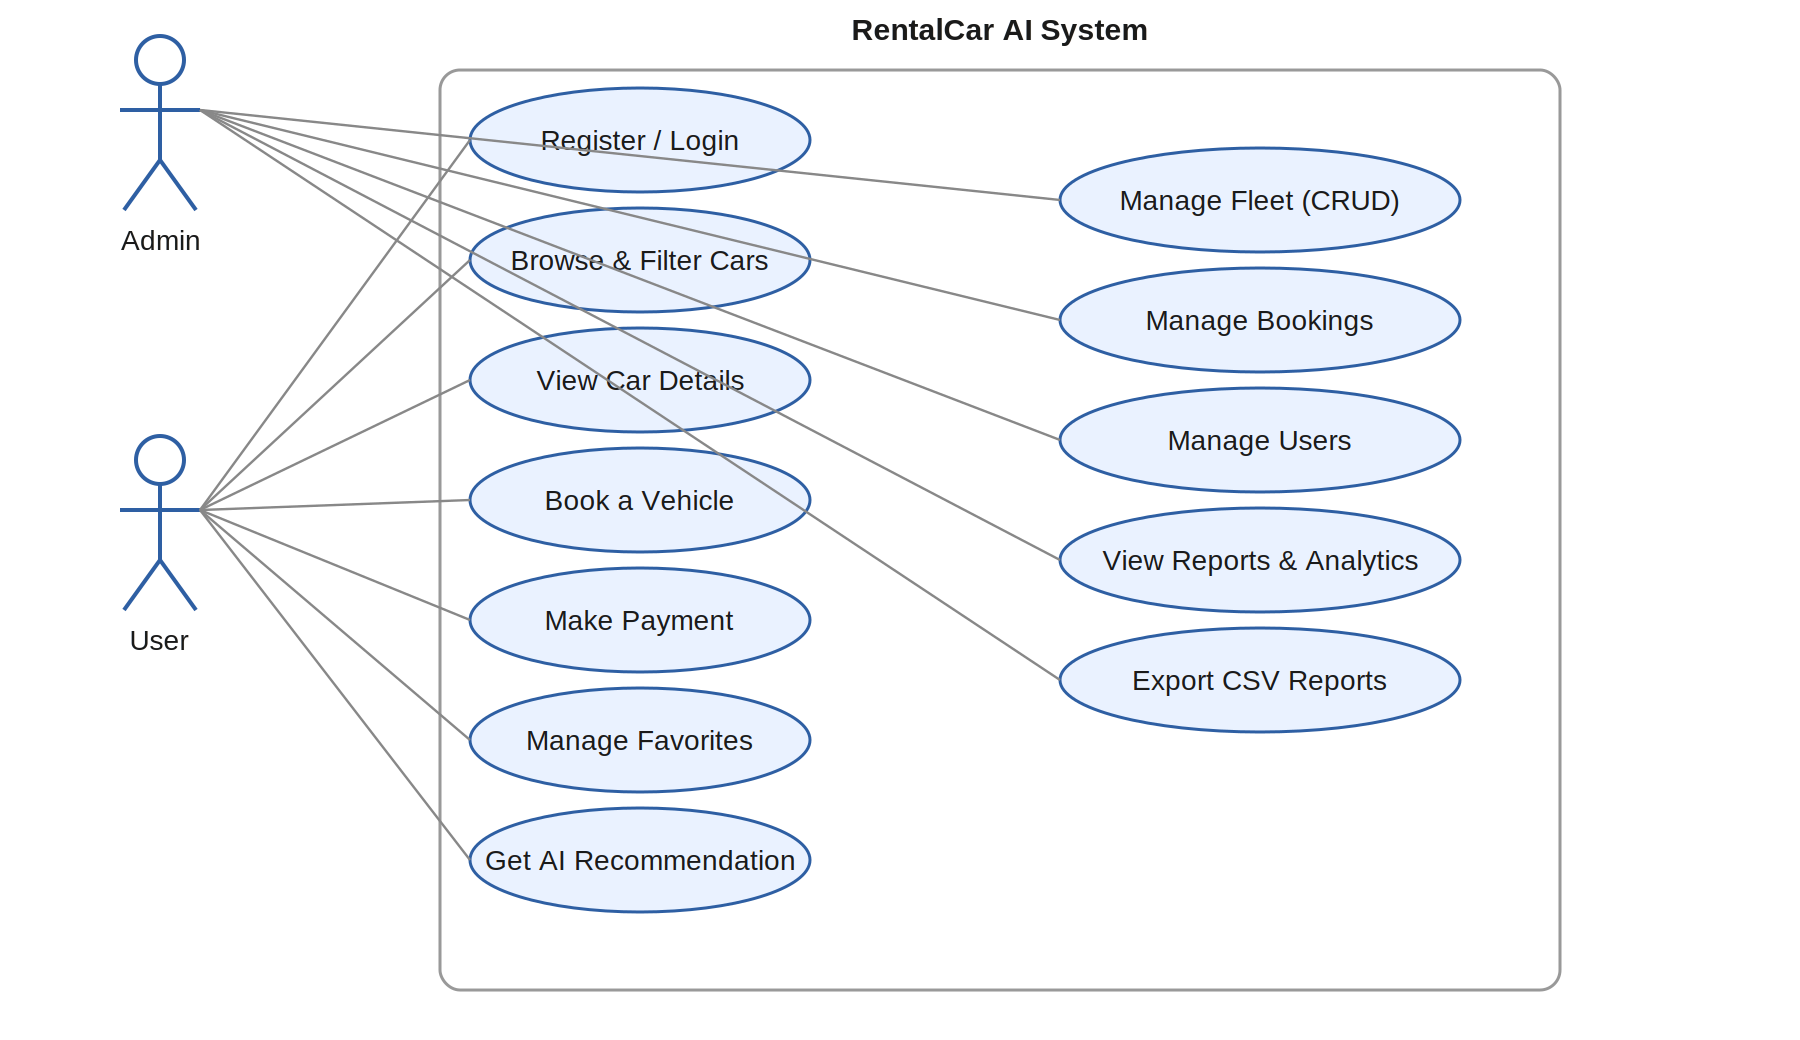 RentalCar AI System
Admin
User
Register / Login
Browse & Filter Cars
View Car Details
Book a Vehicle
Make Payment
Manage Favorites
Get AI Recommendation
Manage Fleet (CRUD)
Manage Bookings
Manage Users
View Reports & Analytics
Export CSV Reports